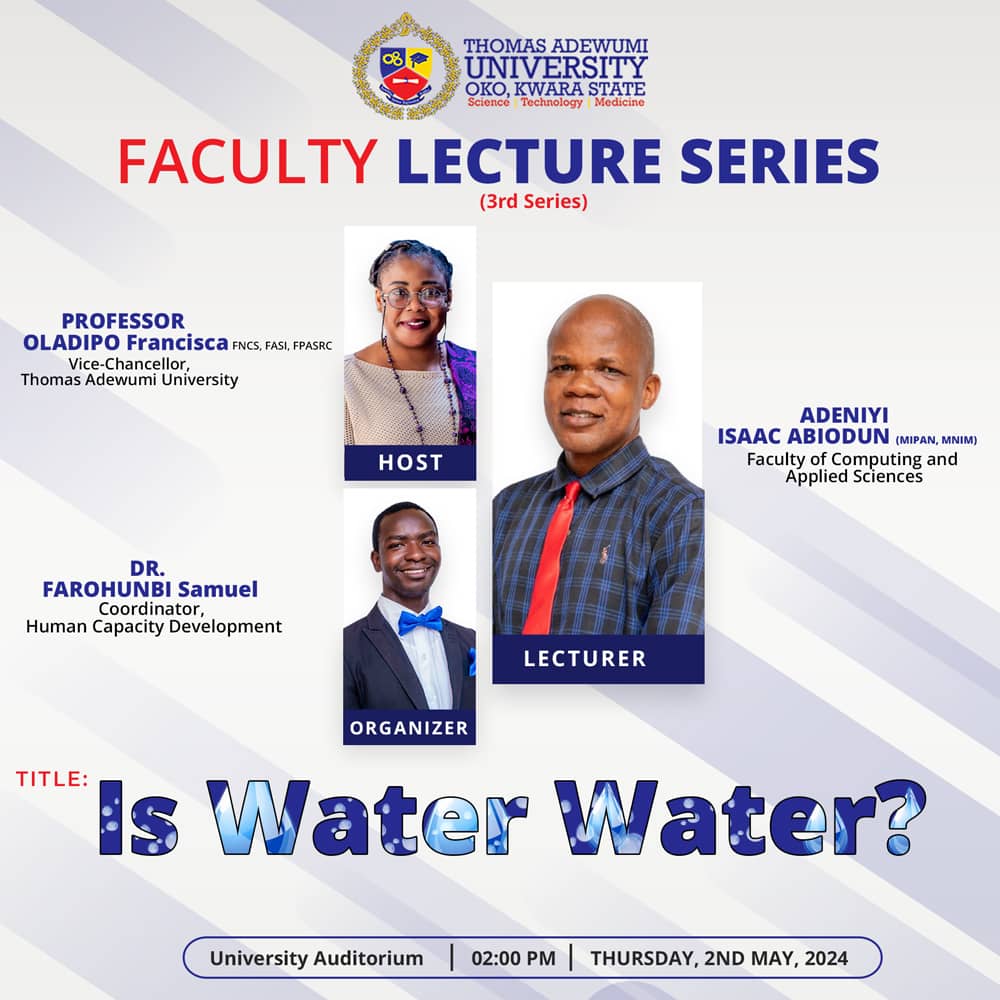 THOMAS ADEWUMI
UNIVERSITY
OKO, KWARA STATE
Science | Technology | Medicine
FACULTY LECTURE SERIES
(3rd Series)
PROFESSOR
OLADIPO Francisca FNCS, FASI, FPASRC
Vice-Chancellor,
Thomas Adewumi University
HOST
ADENIYI
ISAAC ABIODUN (MIPAN, MNIM)
Faculty of Computing and
Applied Sciences
LECTURER
DR.
FAROHUNBI Samuel
Coordinator,
Human Capacity Development
ORGANIZER
TITLE: Is Water Water?
University Auditorium | 02:00 PM | THURSDAY, 2ND MAY, 2024